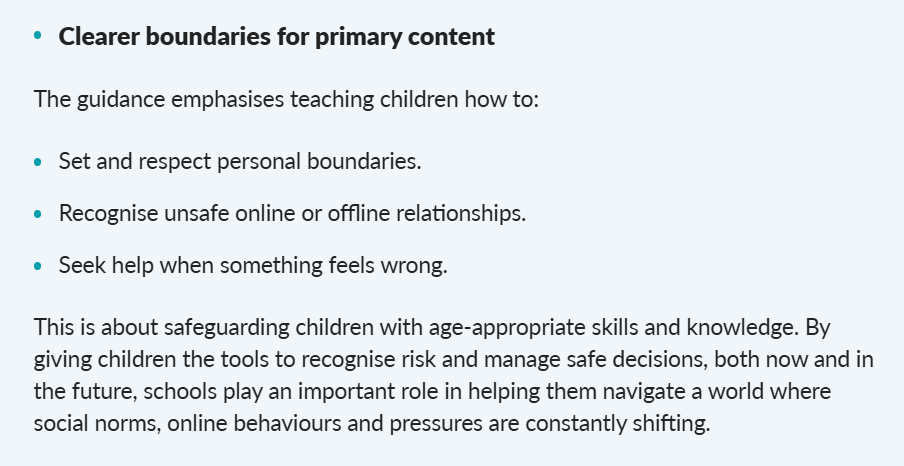 • Clearer boundaries for primary content
The guidance emphasises teaching children how to:
• Set and respect personal boundaries.
• Recognise unsafe online or offline relationships.
• Seek help when something feels wrong.
This is about safeguarding children with age-appropriate skills and knowledge. By
giving children the tools to recognise risk and manage safe decisions, both now and in
the future, schools play an important role in helping them navigate a world where
social norms, online behaviours and pressures are constantly shifting.